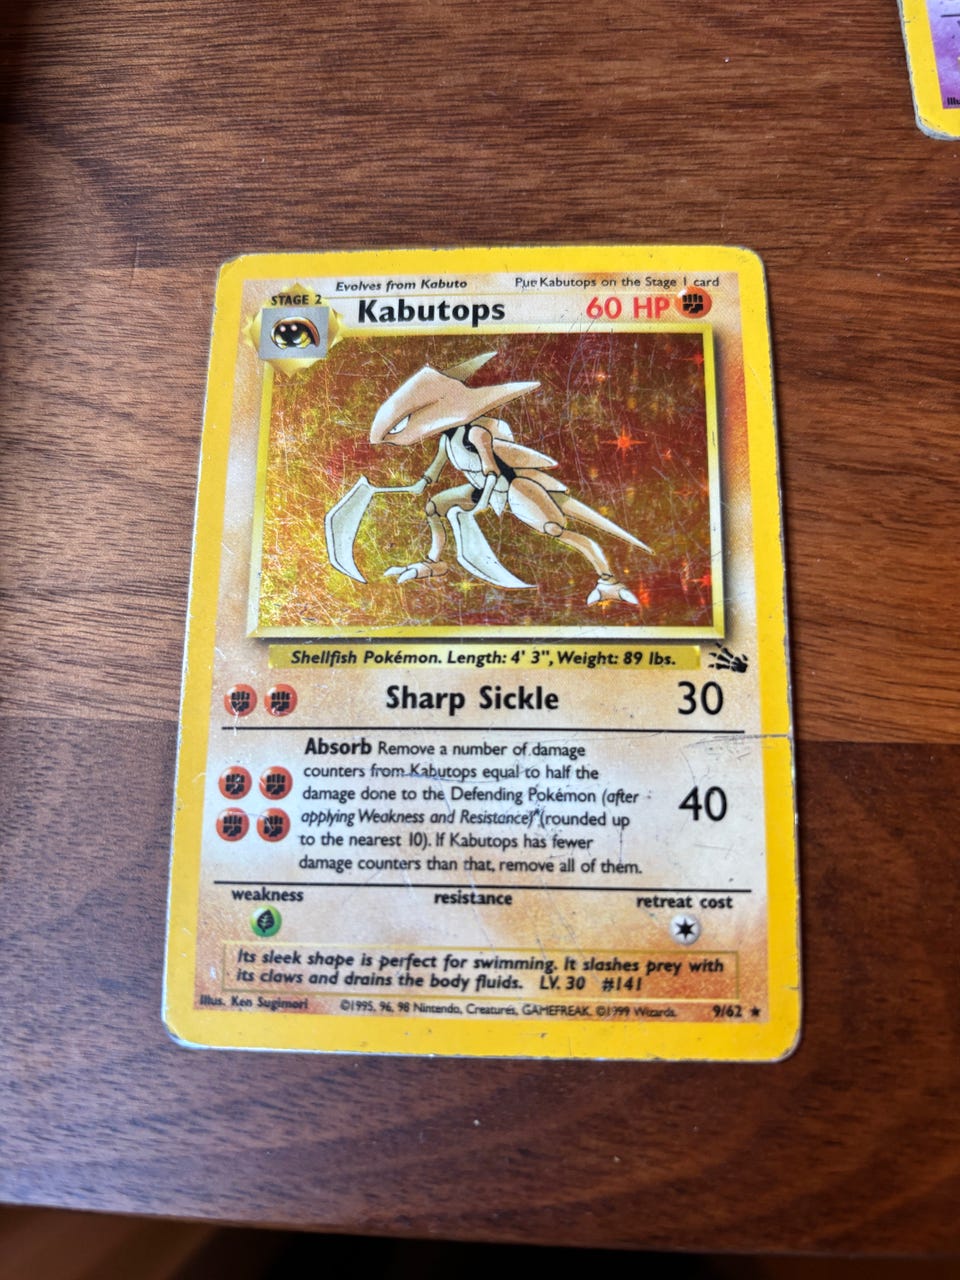 Evolves from Kabuto Put Kabutops on the Stage 1 card
STAGE 2
Kabutops 60 HP
Shellfish Pokémon. Length: 4' 3", Weight: 89 lbs.
Sharp Sickle 30
Absorb Remove a number of damage
counters from Kabutops equal to half the
damage done to the Defending Pokémon (after
applying Weakness and Resistance) (rounded up
to the nearest 10). If Kabutops has fewer
damage counters than that, remove all of them.
40
weakness resistance retreat cost
Its sleek shape is perfect for swimming. It slashes prey with
its claws and drains the body fluids. LV. 30 #141
Illus. Ken Sugimori ©1995, 96, 98 Nintendo, Creatures, GAMEFREAK. ©1999 Wizards. 9/62 ★